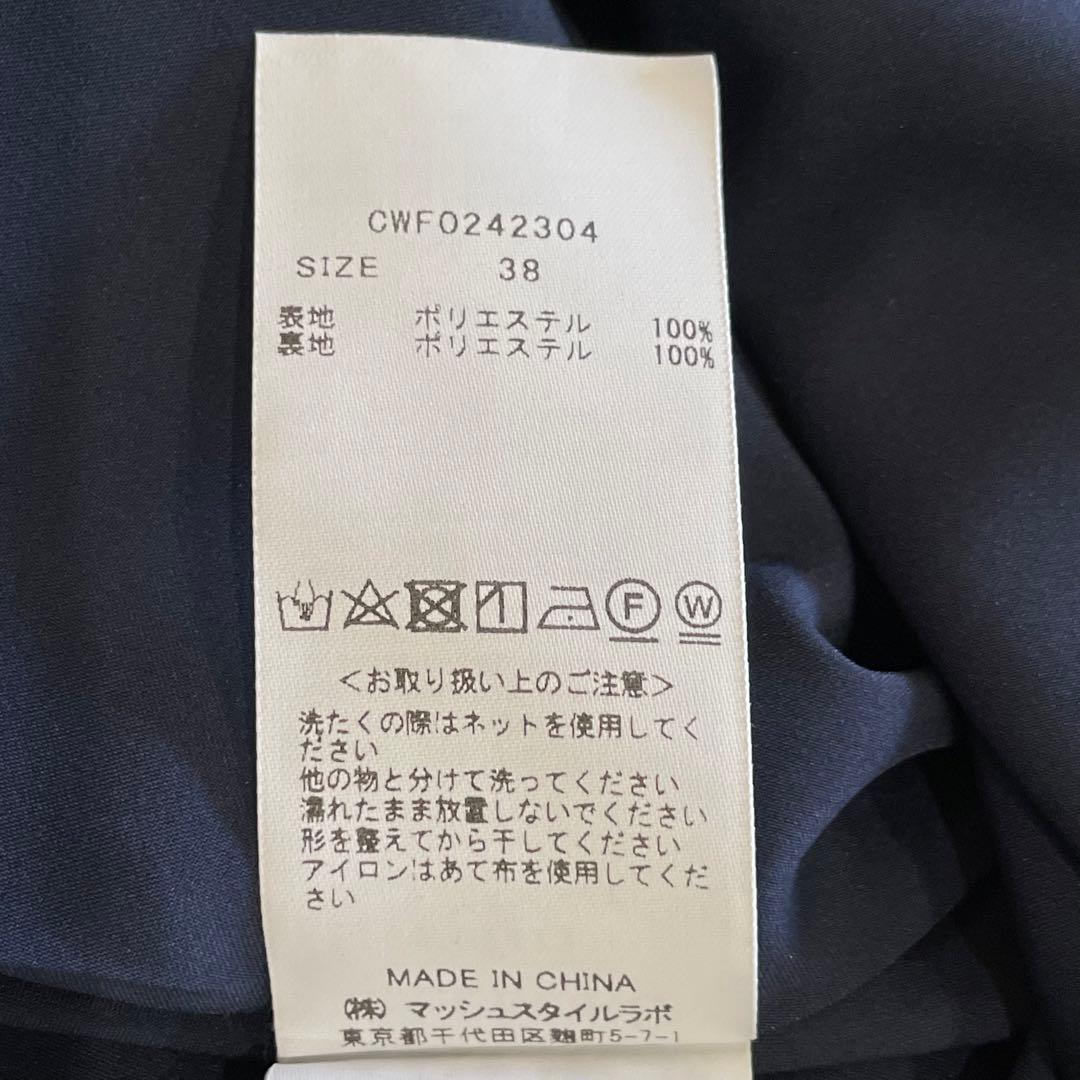 CWF0242304
SIZE 38
表地 ポリエステル 100%
裏地 ポリエステル 100%
F W
<お取り扱い上のご注意>
洗たくの際はネットを使用してく
ださい
他の物と分けて洗ってください
濡れたまま放置しないでください
形を整えてから干してください
アイロンはあて布を使用してくだ
さい
MADE IN CHINA
(株) マッシュスタイルラボ
東京都千代田区麹町5-7-1